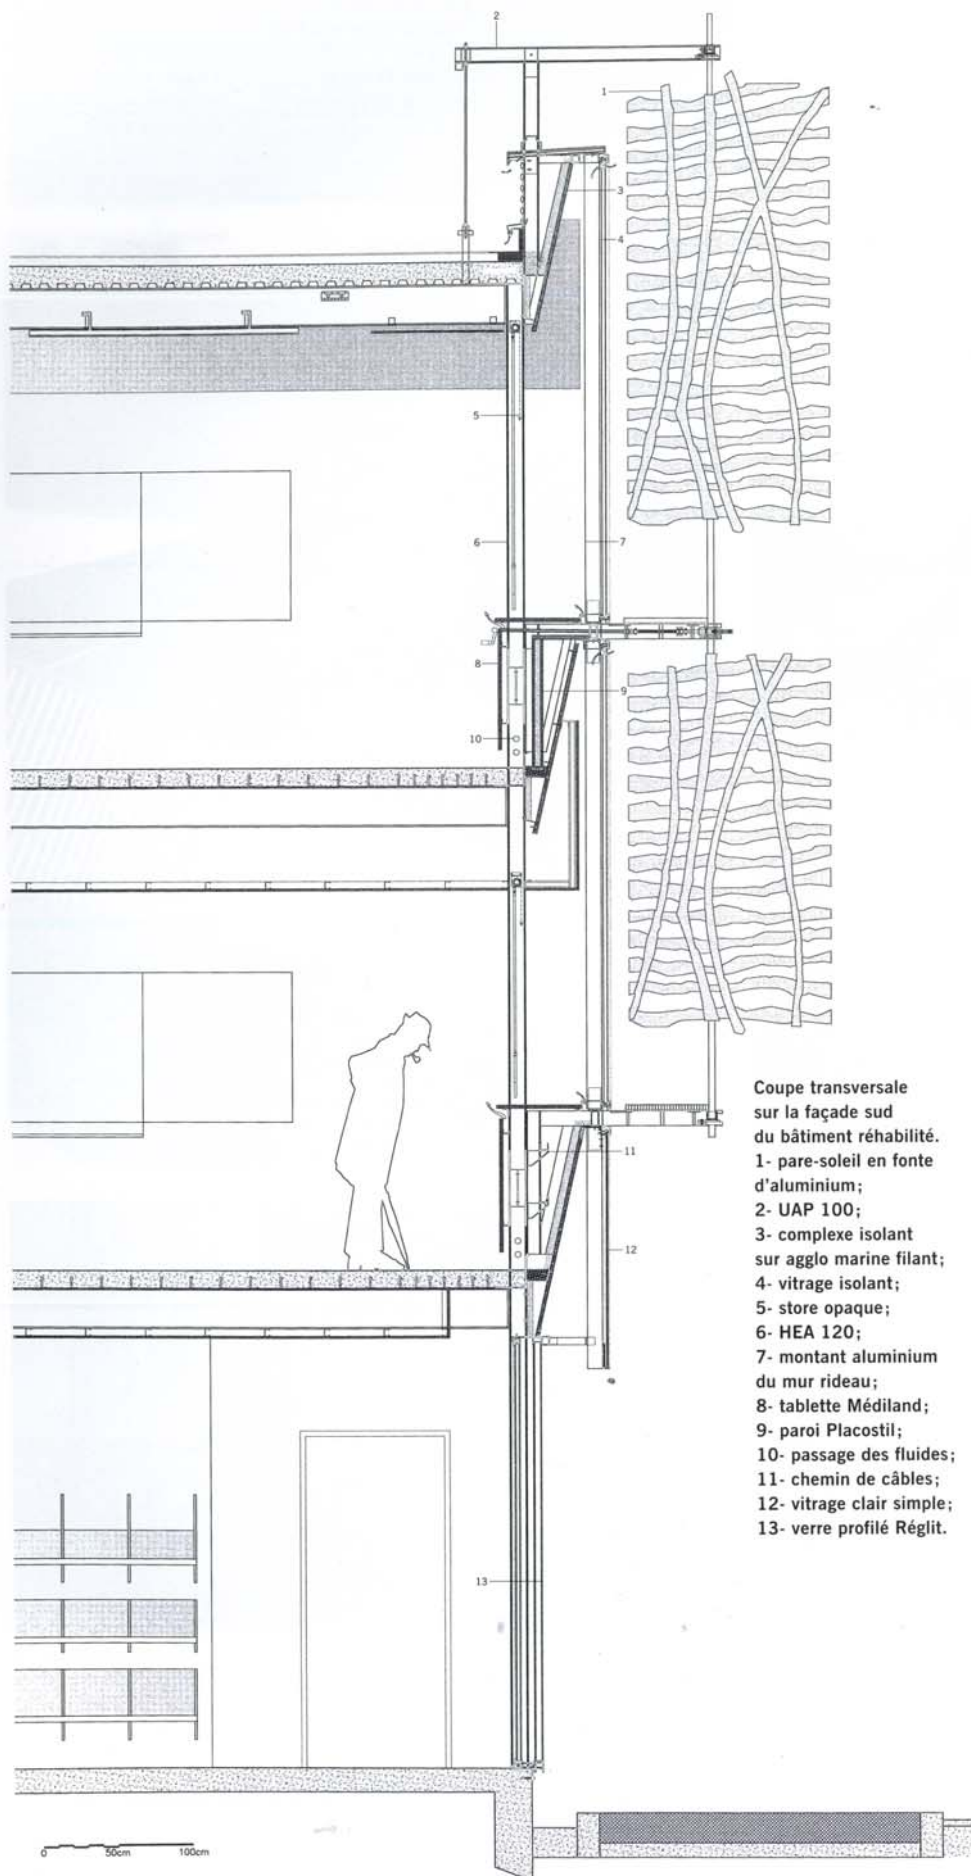 2
1
3
4
5
6
7
8
9
10
11
12
13
Coupe transversale
sur la façade sud
du bâtiment réhabilité.
1- pare-soleil en fonte
d'aluminium;
2- UAP 100;
3- complexe isolant
sur agglo marine filant;
4- vitrage isolant;
5- store opaque;
6- HEA 120;
7- montant aluminium
du mur rideau;
8- tablette Médiland;
9- paroi Placostil;
10- passage des fluides;
11- chemin de câbles;
12- vitrage clair simple;
13- verre profilé Réglit.
0 50cm 100cm